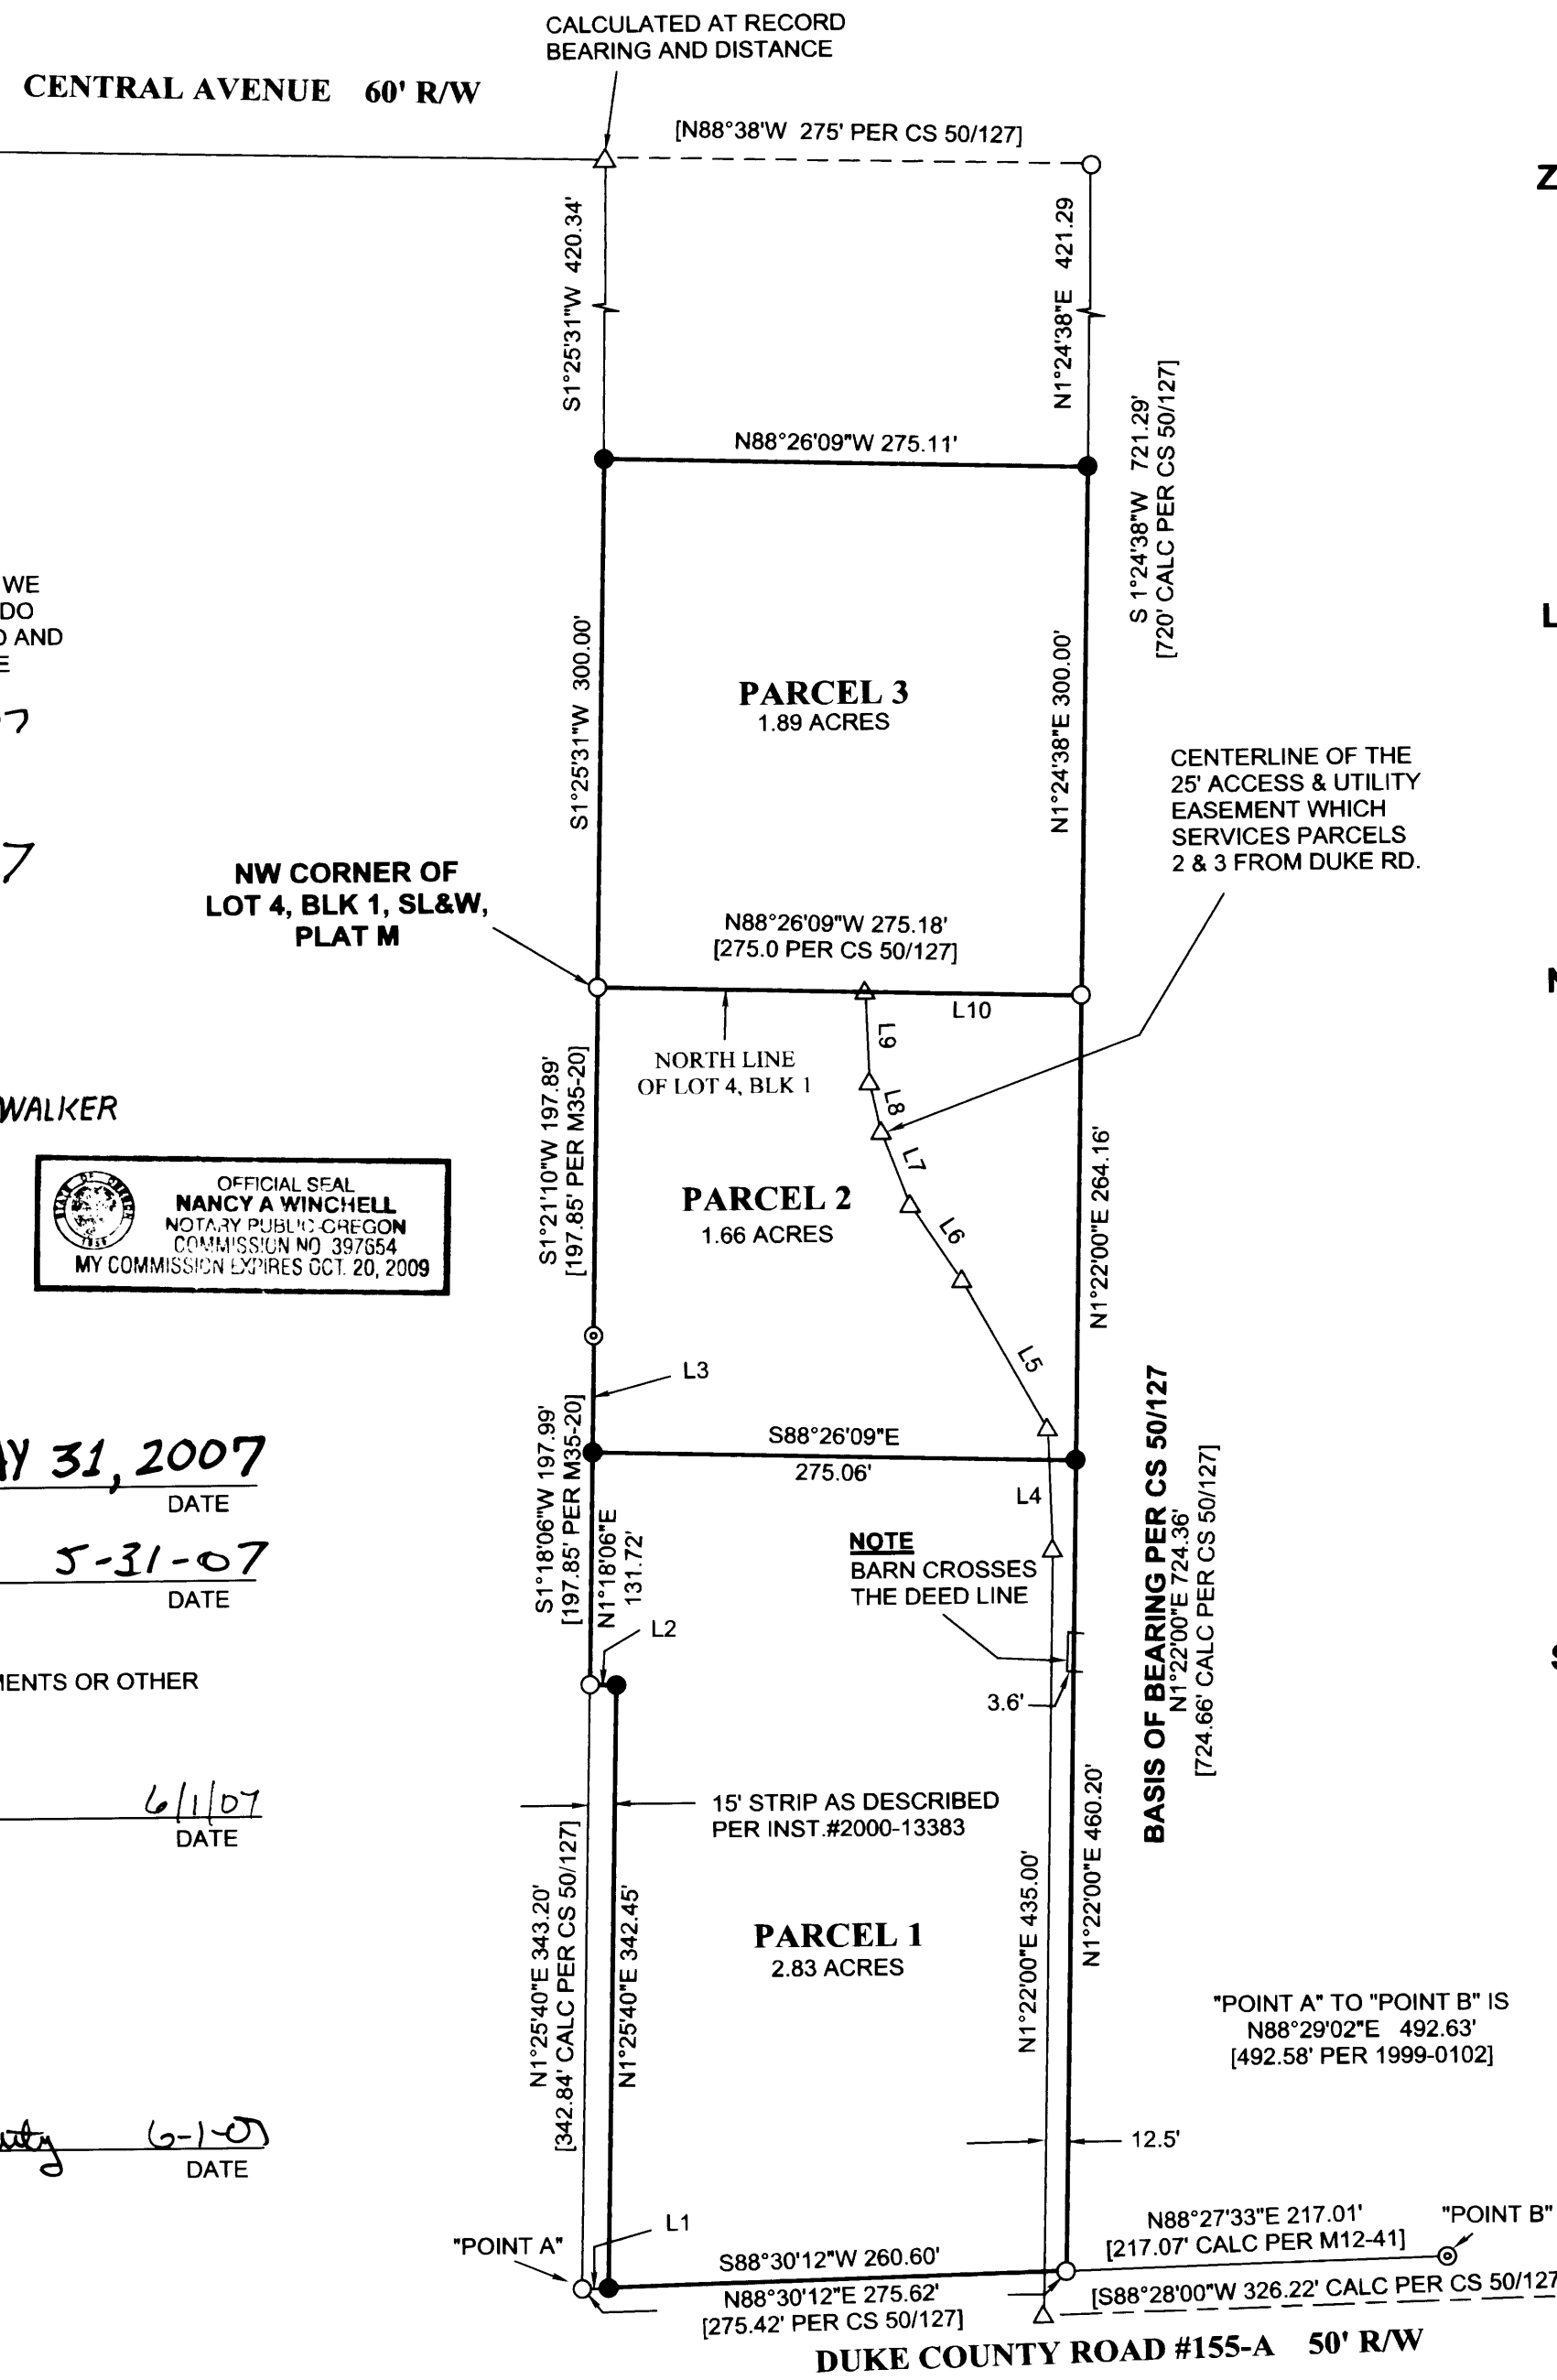 CALCULATED AT RECORD
BEARING AND DISTANCE
CENTRAL AVENUE 60' R/W
[N88°38'W 275' PER CS 50/127]
Z
S1°25'31"W 420.34'
N1°24'38"E 421.29
N88°26'09"W 275.11'
S 1°24'38"W 721.29'
[720' CALC PER CS 50/127]
WE
DO
AND
L
S1°25'31"W 300.00'
PARCEL 3
1.89 ACRES
N1°24'38"E 300.00'
CENTERLINE OF THE
25' ACCESS & UTILITY
EASEMENT WHICH
SERVICES PARCELS
2 & 3 FROM DUKE RD.
7
7
NW CORNER OF
LOT 4, BLK 1, SL&W,
PLAT M
N88°26'09"W 275.18'
[275.0 PER CS 50/127]
L10
L9
NORTH LINE
OF LOT 4, BLK 1
L8
L7
L6
L5
S1°21'10"W 197.89'
[197.85' PER M35-20]
PARCEL 2
1.66 ACRES
N1°22'00"E 264.16'
WALKER
OFFICIAL SEAL
NANCY A WINCHELL
NOTARY PUBLIC-OREGON
COMMISSION NO 397654
MY COMMISSION EXPIRES OCT. 20, 2009
L3
S88°26'09"E
275.06'
L4
AY 31, 2007
DATE
5-31-07
DATE
S1°18'06"W 197.99'
[197.85' PER M35-20]
N1°18'06"E
131.72'
NOTE
BARN CROSSES
THE DEED LINE
BASIS OF BEARING PER CS 50/127
N1°22'00"E 724.36'
[724.66' CALC PER CS 50/127]
L2
MENTS OR OTHER
3.6'
6/1/07
DATE
15' STRIP AS DESCRIBED
PER INST.#2000-13383
N1°25'40"E 343.20'
[342.84' CALC PER CS 50/127]
N1°25'40"E 342.45'
PARCEL 1
2.83 ACRES
N1°22'00"E 435.00'
N1°22'00"E 460.20'
"POINT A" TO "POINT B" IS
N88°29'02"E 492.63'
[492.58' PER 1999-0102]
6-1-07
DATE
12.5'
L1
"POINT A"
N88°27'33"E 217.01'
[217.07' CALC PER M12-41]
"POINT B"
S88°30'12"W 260.60'
N88°30'12"E 275.62'
[275.42' PER CS 50/127]
[S88°28'00"W 326.22' CALC PER CS 50/127
DUKE COUNTY ROAD #155-A 50' R/W